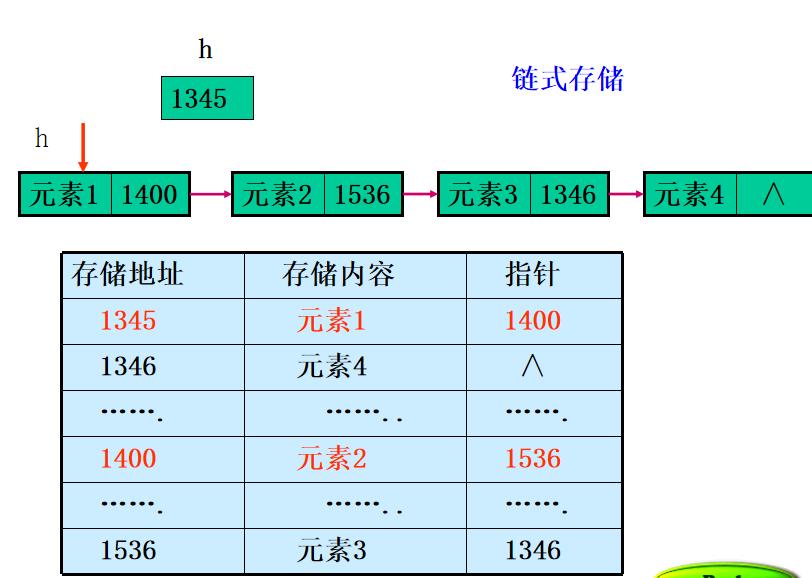 h
链式存储
1345
h
元素1 1400 元素2 1536 元素3 1346 元素4 ∧
存储地址 存储内容 指针
1345 元素1 1400
1346 元素4 ∧
……. …….. …….
1400 元素2 1536
……. …….. …….
1536 元素3 1346